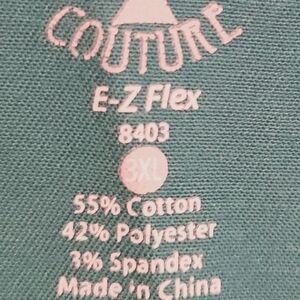 COUTURE
E-Z Flex
8403
3XL
55% Cotton
42% Polyester
3% Spandex
Made in China